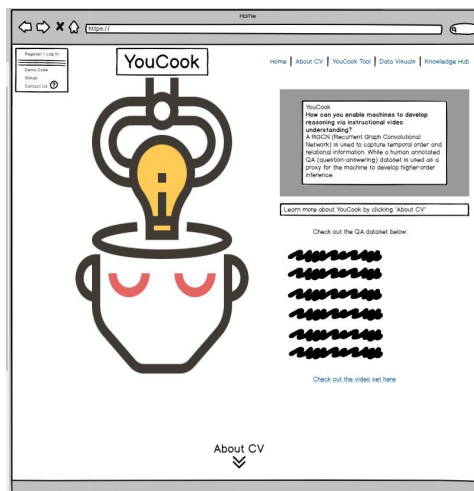 Home
https://
Register / Log In
Demo Code
Github
Contact Us ?
YouCook
Home | About CV | YouCook Tool | Data Visuals | Knowledge Hub
YouCook
How can you enable machines to develop
reasoning via instructional video
understanding?
A RGCN (Recurrent Graph Convolutional
Network) is used to capture temporal order and
relational information. While a human annotated
QA (question-answering) dataset is used as a
proxy for the machine to develop higher-order
inference
Learn more about YouCook by clicking "About CV"
Check out the QA dataset below:
Check out the video set here
About CV